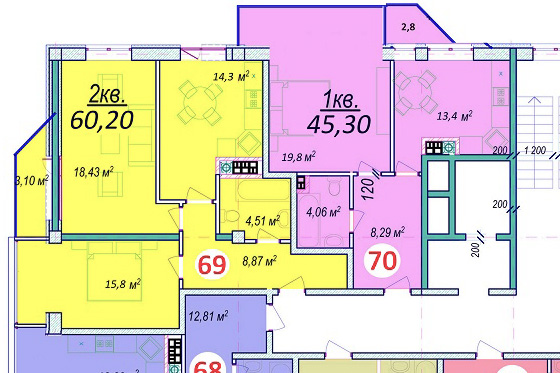 2,8
14,3 м²
2кв.
60,20
1кв.
45,30
13,4 м²
200
1 200
19,8 м²
18,43 м²
3,10 м²
120
200
4,51 м²
4,06 м²
8,29 м²
200
69
8,87 м²
70
15,8 м²
12,81 м²
68